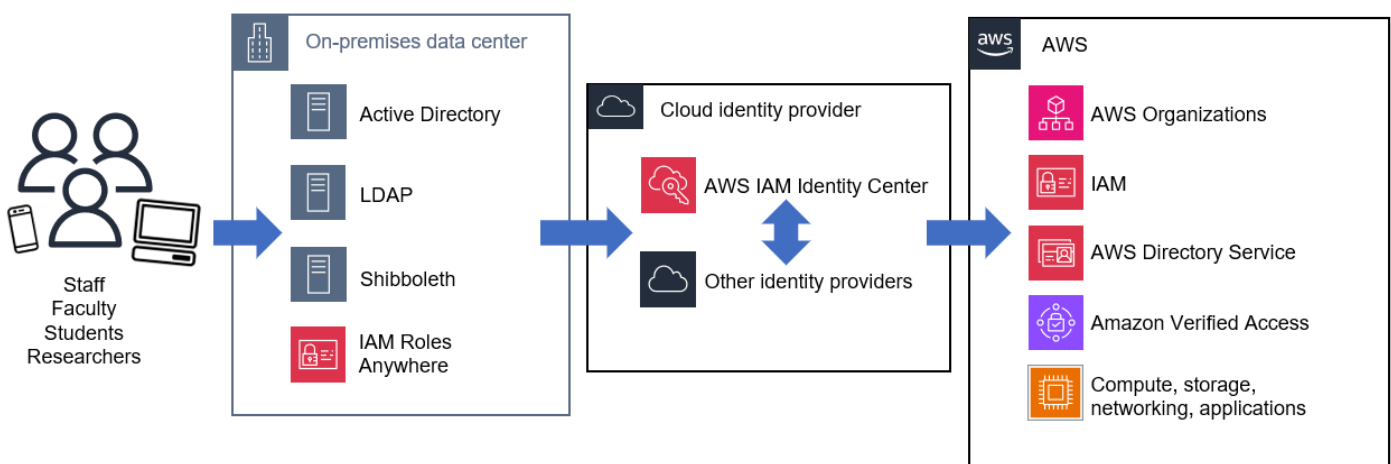 Staff
Faculty
Students
Researchers
On-premises data center
Active Directory
LDAP
Shibboleth
IAM Roles
Anywhere
Cloud identity provider
AWS IAM Identity Center
Other identity providers
aws
AWS
AWS Organizations
IAM
AWS Directory Service
Amazon Verified Access
Compute, storage,
networking, applications